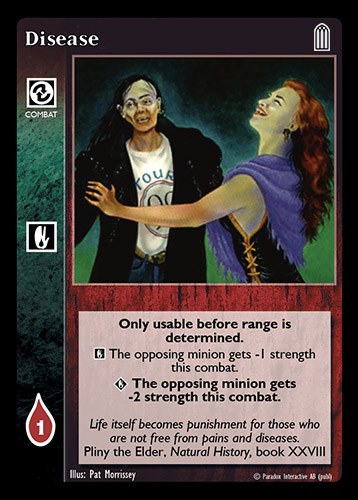 Disease
COMBAT
TOUR
Only usable before range is
determined.
The opposing minion gets -1 strength
this combat.
The opposing minion gets
-2 strength this combat.
Life itself becomes punishment for those who
are not free from pains and diseases.
Pliny the Elder, Natural History, book XXVIII
1
Illus: Pat Morrissey
© Paradox Interactive AB (publ)